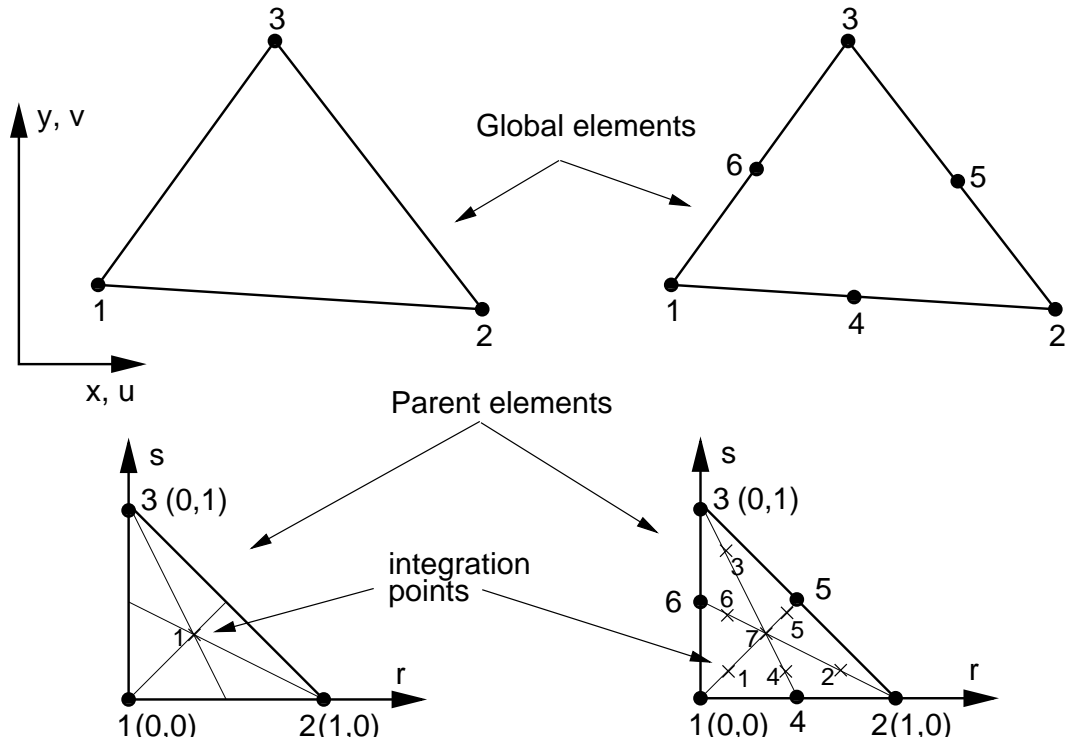 3
3
y, v
Global elements
6
5
1
2
1
4
2
x, u
Parent elements
s
s
3 (0,1)
3 (0,1)
integration
points
3
6
6
5
1
7
5
1
4
2
r
r
1(0,0)
2(1,0)
1(0,0)
4
2(1,0)